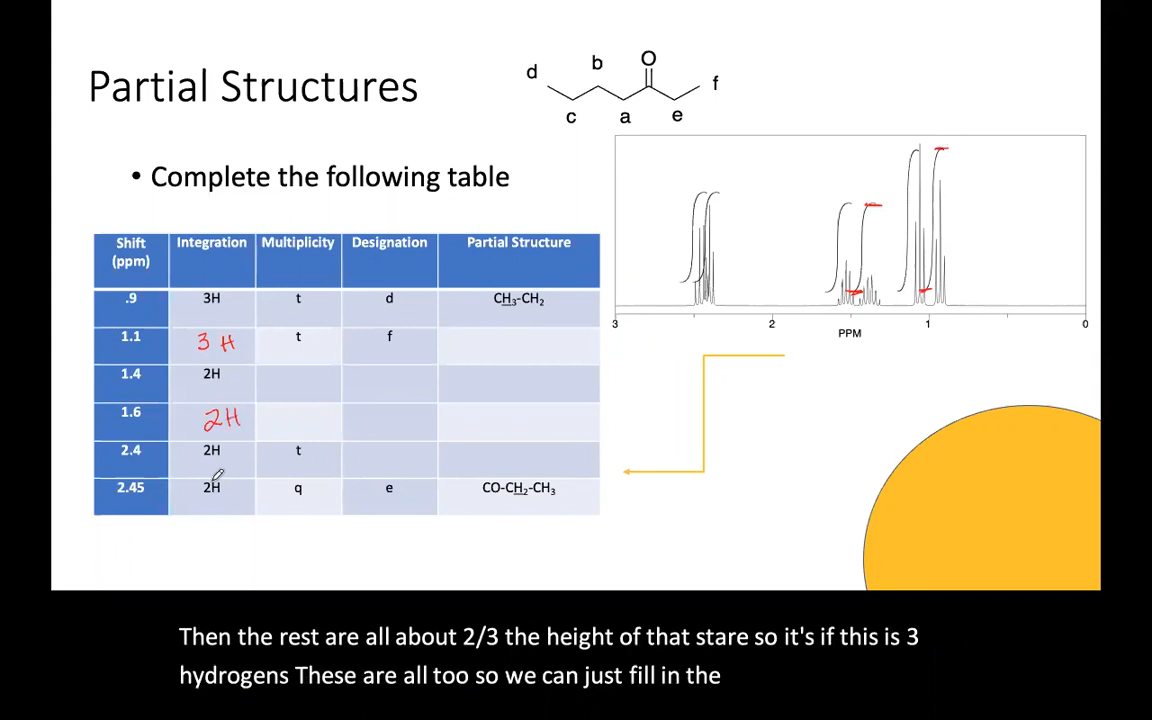 Partial Structures
O
d
b
f
c
a
e
• Complete the following table
Shift (ppm) Integration Multiplicity Designation Partial Structure
.9 3H t d CH₃-CH₂
1.1 3 H t f
1.4 2H
1.6 2H
2.4 2H t
2.45 2H q e CO-CH₂-CH₃
3 2 1 0
PPM
Then the rest are all about 2/3 the height of that stare so it's if this is 3
hydrogens These are all too so we can just fill in the